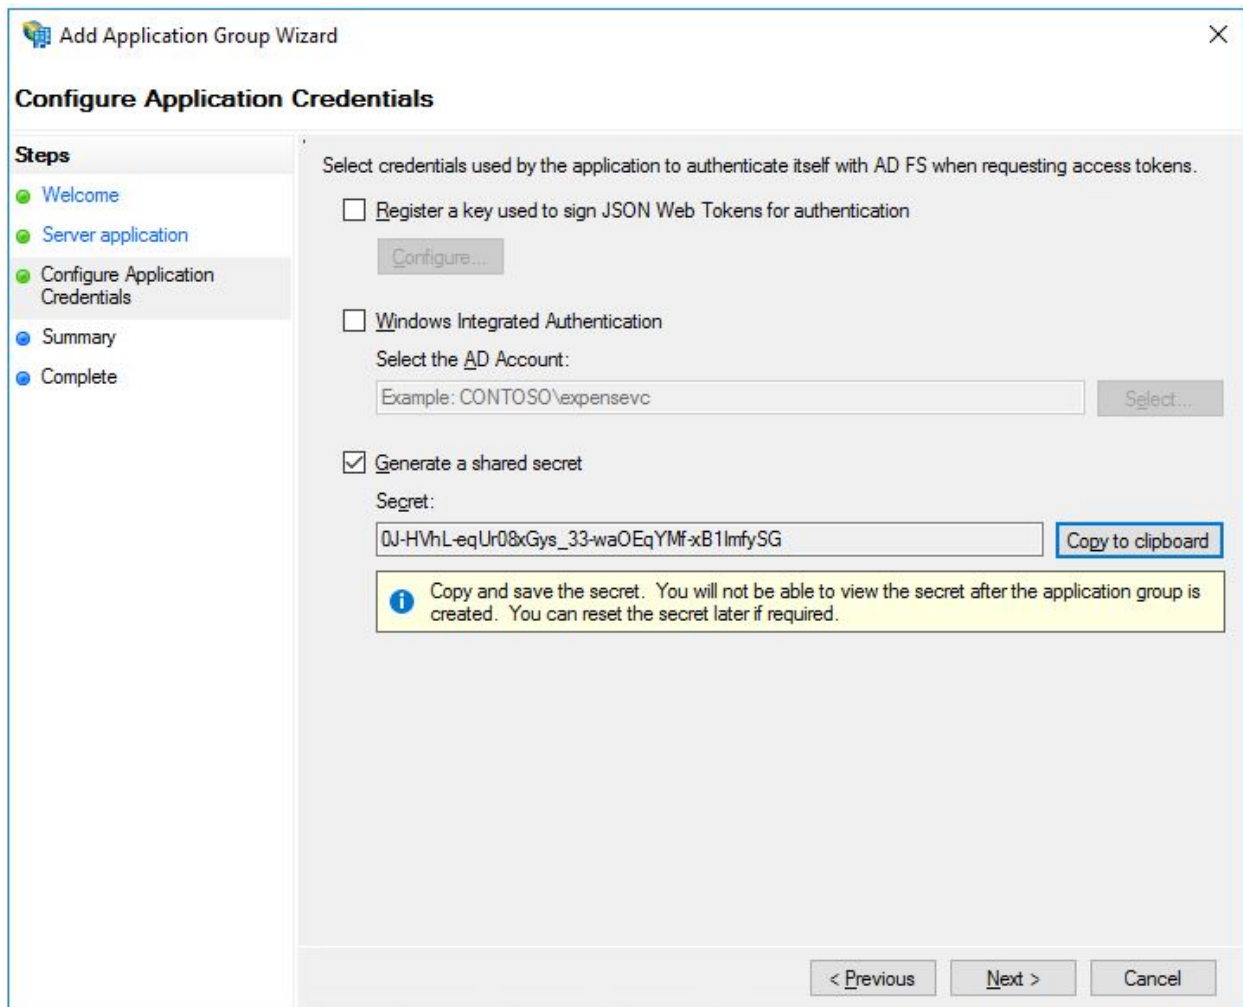 Add Application Group Wizard
Configure Application Credentials
Steps
Welcome
Server application
Configure Application
Credentials
Summary
Complete
Select credentials used by the application to authenticate itself with AD FS when requesting access tokens.
Register a key used to sign JSON Web Tokens for authentication
Configure...
Windows Integrated Authentication
Select the AD Account:
Example: CONTOSO\expensevc
Select...
Generate a shared secret
Secret:
0J-HVhL-eqUr08xGys_33-waOEqYMf-xB1ImfySG
Copy to clipboard
Copy and save the secret. You will not be able to view the secret after the application group is
created. You can reset the secret later if required.
< Previous
Next >
Cancel